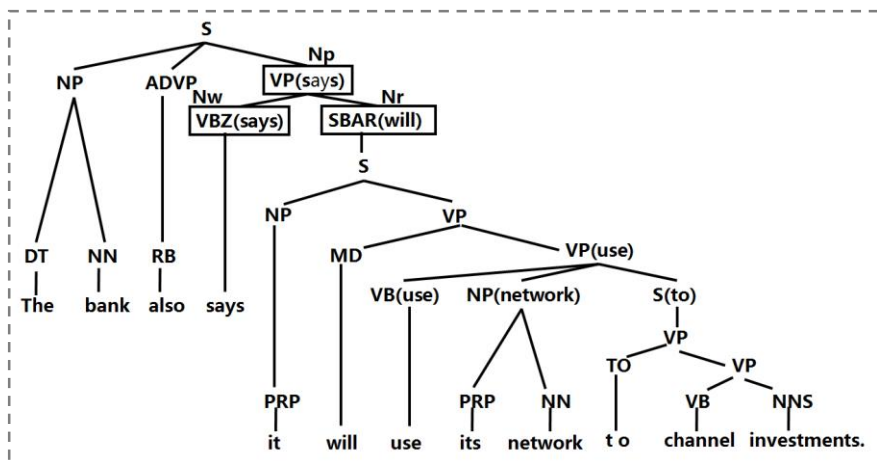 S
Np
NP ADVP VP(says)
Nw Nr
VBZ(says) SBAR(will)
S
NP VP
DT NN RB MD VP(use)
The bank also says VB(use) NP(network) S(to)
VP
TO VP
PRP PRP NN VB NNS
it will use its network t o channel investments.